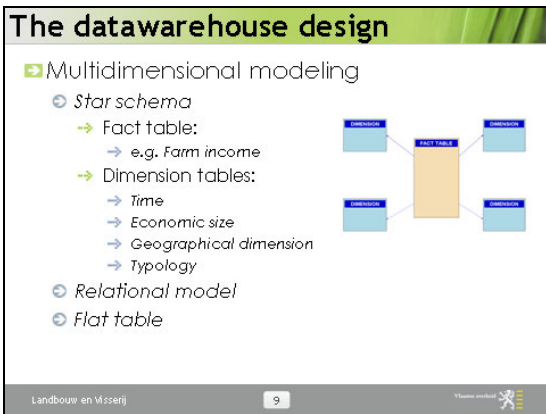 The datawarehouse design
Multidimensional modeling
Star schema
Fact table:
e.g. Farm income
Dimension tables:
Time
Economic size
Geographical dimension
Typology
Relational model
Flat table
DIMENSION
DIMENSION
FACT TABLE
DIMENSION
DIMENSION
Landbouw en Visserij
9
Vlaamse overheid